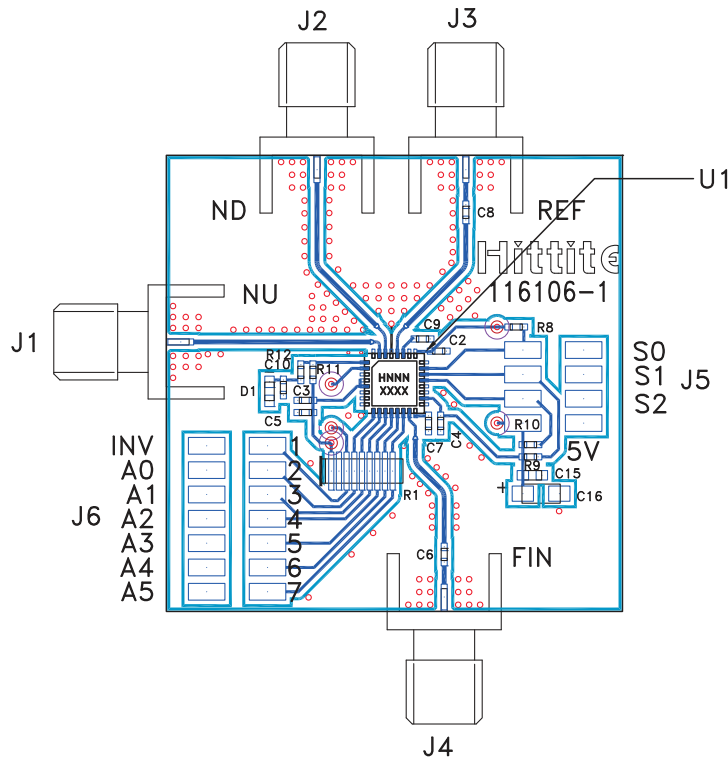 J2
J3
U1
ND
C8
REF
Hittite
116106-1
NU
J1
C9
C2
R8
R12
C10
R11
HNNN
XXXX
S0
S1
S2
J5
D1
C3
C5
C7
C4
R10
5V
R9
C15
+
C16
INV
A0
A1
A2
A3
A4
A5
J6
1
2
3
4
5
6
7
R1
C6
FIN
J4